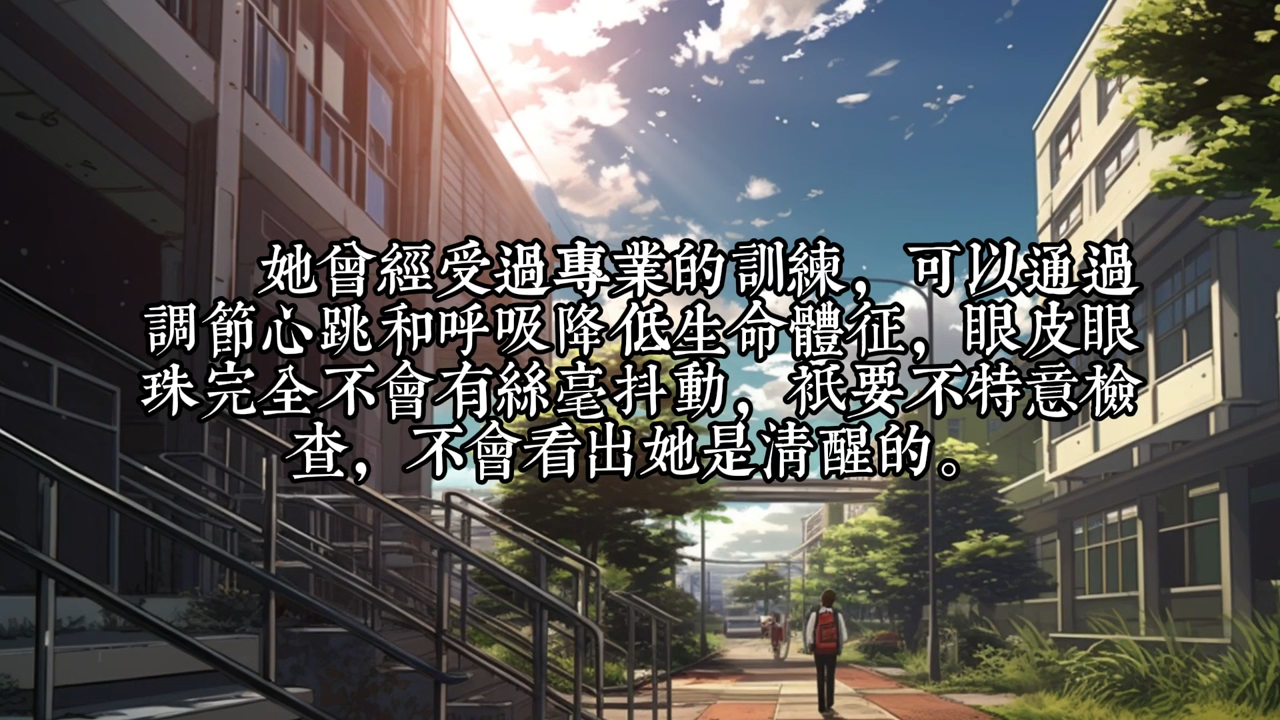 她曾經受過專業的訓練，可以通過
調節心跳和呼吸降低生命體征，眼皮眼
珠完全不會有絲毫抖動，祇要不特意檢
查，不會看出她是清醒的。